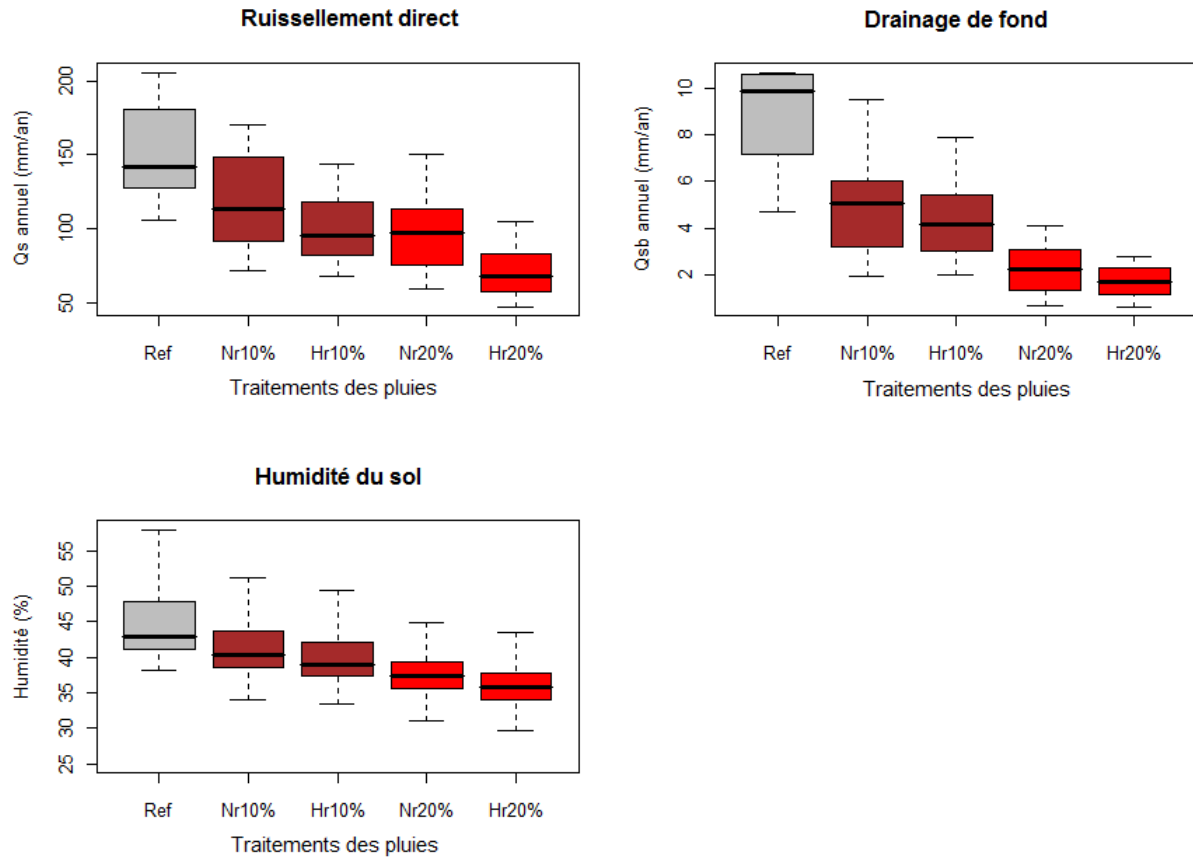 Ruissellement direct
Qs annuel (mm/an)
200
150
100
50
Ref Nr10% Hr10% Nr20% Hr20%
Traitements des pluies
Drainage de fond
Qsb annuel (mm/an)
10
8
6
4
2
Ref Nr10% Hr10% Nr20% Hr20%
Traitements des pluies
Humidité du sol
Humidité (%)
55
50
45
40
35
30
25
Ref Nr10% Hr10% Nr20% Hr20%
Traitements des pluies